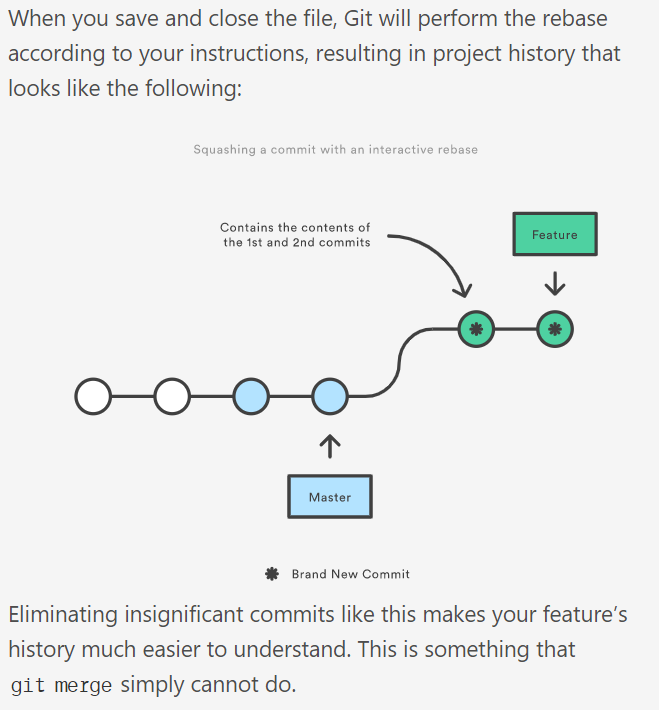 When you save and close the file, Git will perform the rebase
according to your instructions, resulting in project history that
looks like the following:
Squashing a commit with an interactive rebase
Contains the contents of
the 1st and 2nd commits
Feature
Master
Brand New Commit
Eliminating insignificant commits like this makes your feature’s
history much easier to understand. This is something that
git merge simply cannot do.